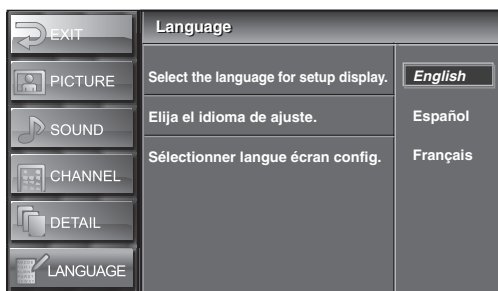 EXIT
PICTURE
SOUND
CHANNEL
DETAIL
LANGUAGE
Language
Select the language for setup display.
English
Elija el idioma de ajuste.
Español
Sélectionner langue écran config.
Français